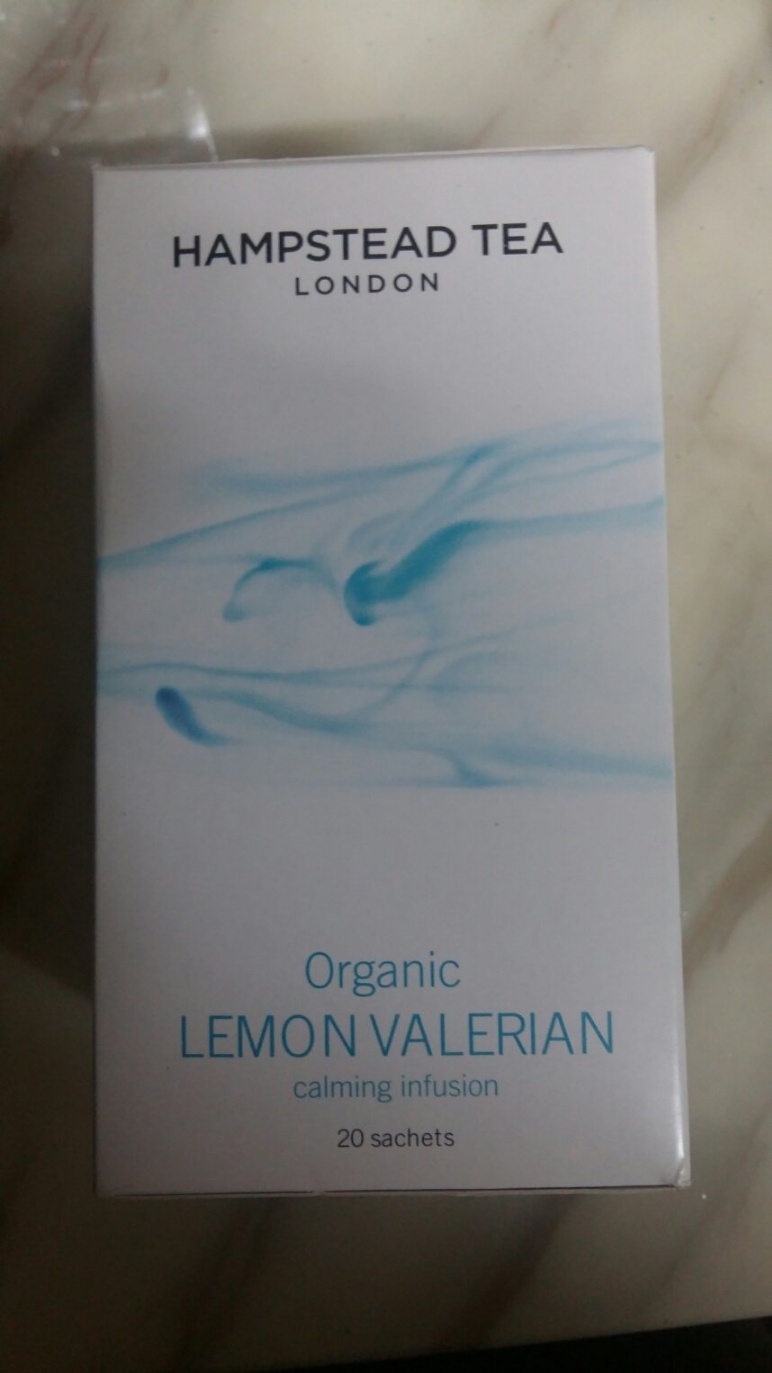 HAMPSTEAD TEA
LONDON
Organic
LEMON VALERIAN
calming infusion
20 sachets